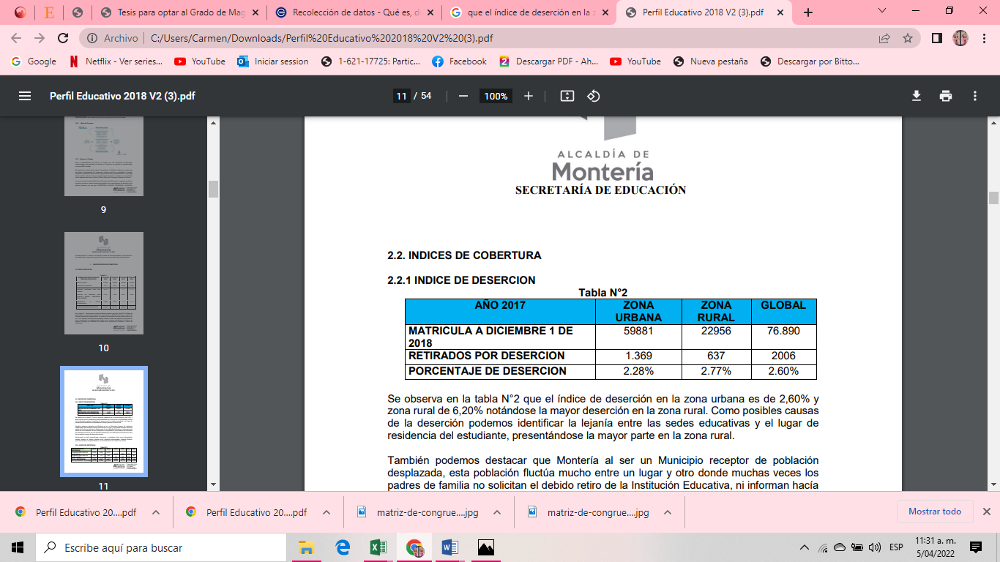 Tesis para optar al Grado de Mag
Recolección de datos - Qué es, d
que el índice de deserción en la z
Perfil Educativo 2018 V2 (3).pdf
Archivo
C:/Users/Carmen/Downloads/Perfil%20Educativo%202018%20V2%20(3).pdf
Google
Netflix - Ver series...
YouTube
Iniciar session
1-621-17725: Partic...
Facebook
Descargar PDF - Ah...
YouTube
Nueva pestaña
Descargar por Bitto...
Perfil Educativo 2018 V2 (3).pdf
11 / 54
100%
9
10
11
ALCALDÍA DE
Montería
SECRETARÍA DE EDUCACIÓN
2.2. INDICES DE COBERTURA
2.2.1 INDICE DE DESERCION
Tabla N°2
AÑO 2017 ZONA URBANA ZONA RURAL GLOBAL
MATRICULA A DICIEMBRE 1 DE 2018 59881 22956 76.890
RETIRADOS POR DESERCION 1.369 637 2006
PORCENTAJE DE DESERCION 2.28% 2.77% 2.60%
Se observa en la tabla N°2 que el índice de deserción en la zona urbana es de 2,60% y
zona rural de 6,20% notándose la mayor deserción en la zona rural. Como posibles causas
de la deserción podemos identificar la lejanía entre las sedes educativas y el lugar de
residencia del estudiante, presentándose la mayor parte en la zona rural.
También podemos destacar que Montería al ser un Municipio receptor de población
desplazada, esta población fluctúa mucho entre un lugar y otro donde muchas veces los
padres de familia no solicitan el debido retiro de la Institución Educativa, ni informan hacía
Perfil Educativo 20....pdf
Perfil Educativo 20....pdf
matriz-de-congrue....jpg
matriz-de-congrue....jpg
Mostrar todo
Escribe aquí para buscar
ESP
11:31 a. m.
5/04/2022